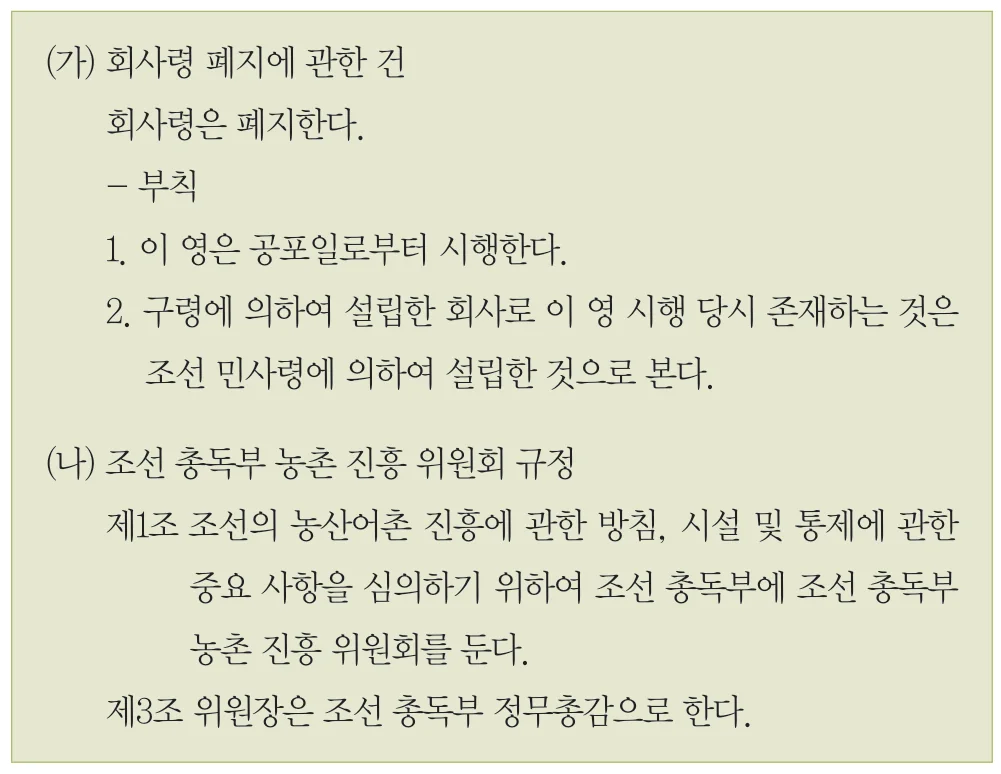 (가) 회사령 폐지에 관한 건
회사령은 폐지한다.
- 부칙
1. 이 영은 공포일로부터 시행한다.
2. 구령에 의하여 설립한 회사로 이 영 시행 당시 존재하는 것은
조선 민사령에 의하여 설립한 것으로 본다.
(나) 조선 총독부 농촌 진흥 위원회 규정
제1조 조선의 농산어촌 진흥에 관한 방침, 시설 및 통제에 관한
중요 사항을 심의하기 위하여 조선 총독부에 조선 총독부
농촌 진흥 위원회를 둔다.
제3조 위원장은 조선 총독부 정무총감으로 한다.